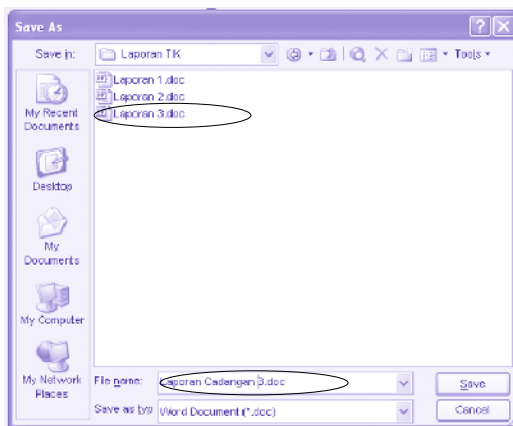 Save As
Save in:
Laporan TIK
Tools
Laporan 1.doc
Laporan 2.doc
Laporan 3.doc
My Recent
Documents
Desktop
My
Documents
My Computer
My Network
Places
File name:
Laporan Cadangan 3.doc
Save
Save as typ
Word Document (*.doc)
Cancel